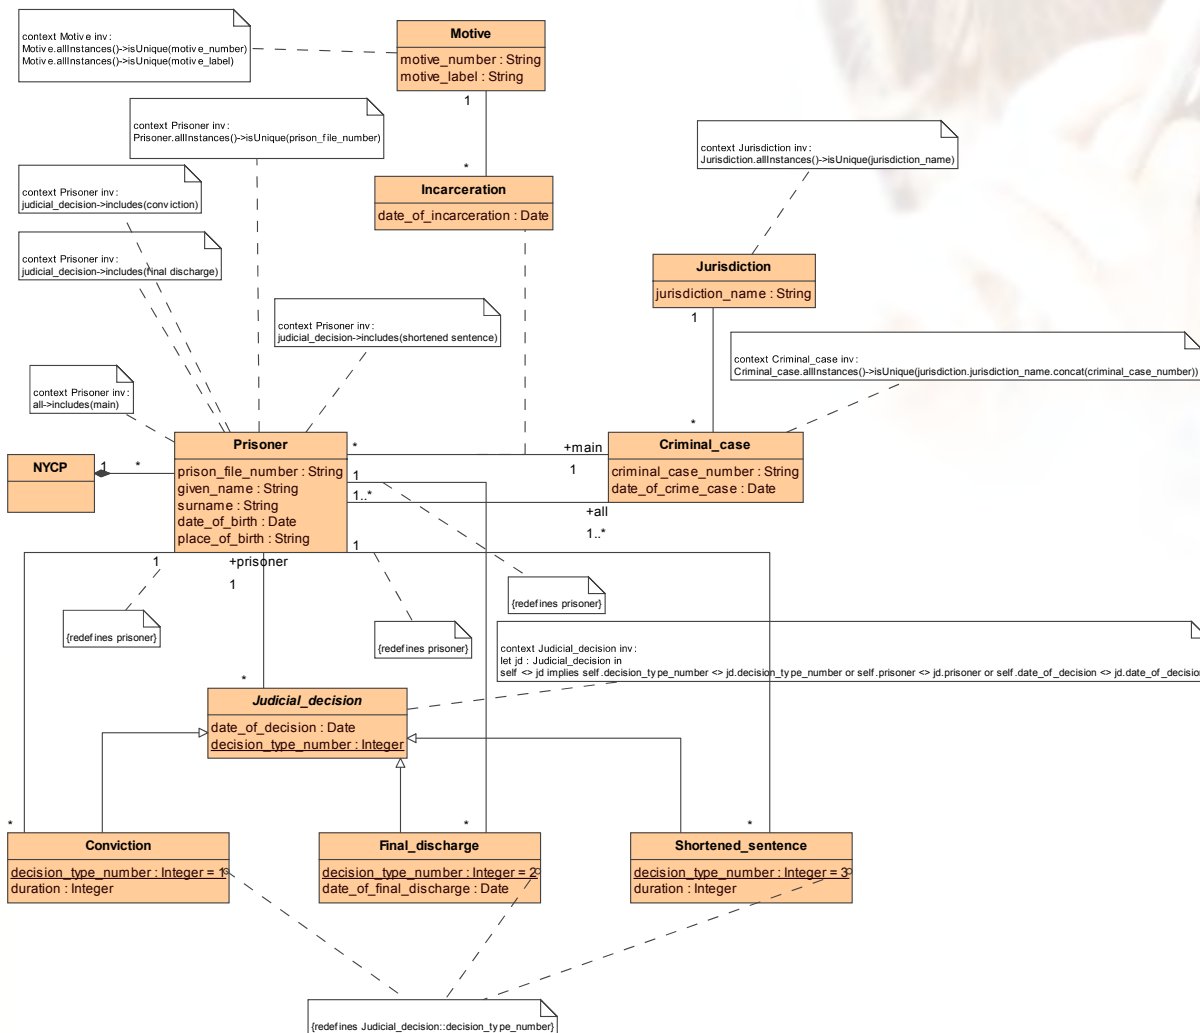 context Motive inv:
Motive.allInstances()->isUnique(motive_number)
Motive.allInstances()->isUnique(motive_label)
Motive
motive_number : String
motive_label : String
1
*
context Prisoner inv:
Prisoner.allInstances()->isUnique(prison_file_number)
context Prisoner inv:
judicial_decision->includes(conviction)
context Prisoner inv:
judicial_decision->includes(final discharge)
Incarceration
date_of_incarceration : Date
context Jurisdiction inv:
Jurisdiction.allInstances()->isUnique(jurisdiction_name)
Jurisdiction
jurisdiction_name : String
1
*
context Prisoner inv:
judicial_decision->includes(shortened sentence)
context Criminal_case inv:
Criminal_case.allInstances()->isUnique(jurisdiction.jurisdiction_name.concat(criminal_case_number))
context Prisoner inv:
all->includes(main)
NYCP
1
*
Prisoner
prison_file_number : String
given_name : String
surname : String
date_of_birth : Date
place_of_birth : String
*
+main
1
1
1..*
+all
1..*
Criminal_case
criminal_case_number : String
date_of_crime_case : Date
1
+prisoner
1
1
{redefines prisoner}
{redefines prisoner}
{redefines prisoner}
context Judicial_decision inv:
let jd : Judicial_decision in
self <> jd implies self.decision_type_number <> jd.decision_type_number or self.prisoner <> jd.prisoner or self.date_of_decision <> jd.date_of_decision
*
Judicial_decision
date_of_decision : Date
decision_type_number : Integer
*
Conviction
decision_type_number : Integer = 1
duration : Integer
*
Final_discharge
decision_type_number : Integer = 2
date_of_final_discharge : Date
*
Shortened_sentence
decision_type_number : Integer = 3
duration : Integer
{redefines Judicial_decision::decision_type_number}